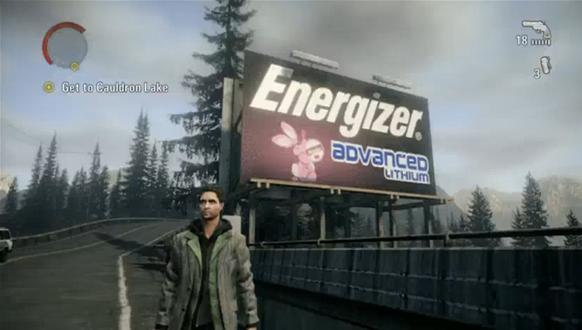 18
Get to Cauldron Lake
3
Energizer.
ADVANCED
LITHIUM